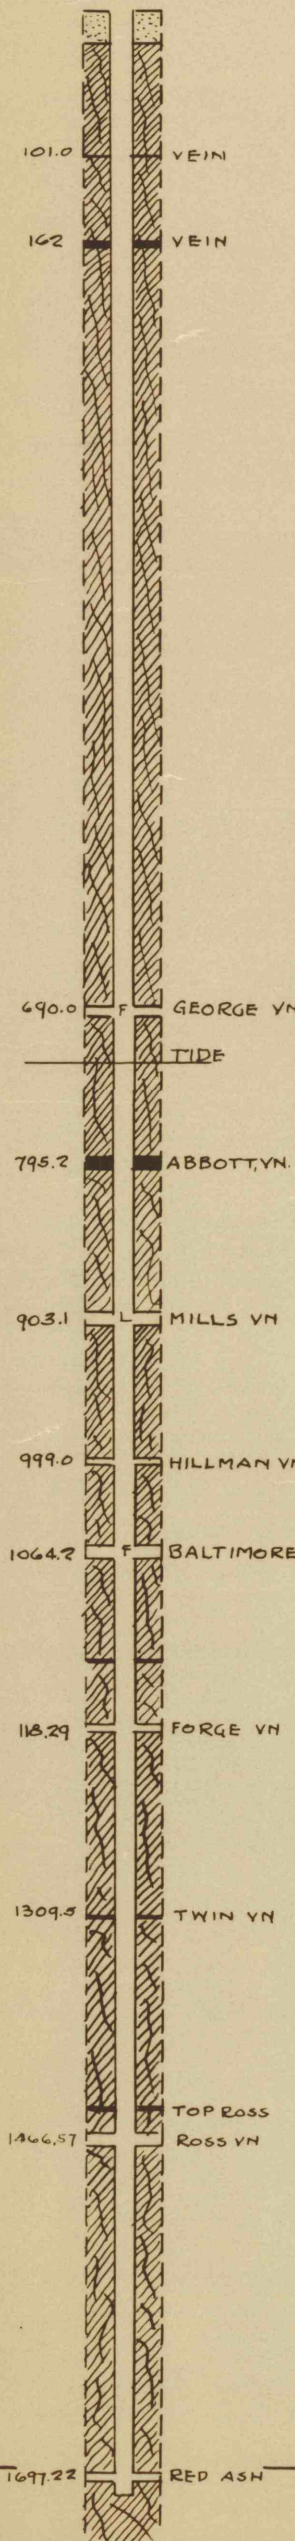 101.0 VEIN
162 VEIN
690.0 F GEORGE VN
TIDE
795.2 ABBOTT, VN.
903.1 L MILLS VN
999.0 HILLMAN VN
1064.2 F BALTIMORE
118.29 FORGE VN
1309.5 TWIN VN
TOP ROSS
1466.57 ROSS VN
1697.22 RED ASH